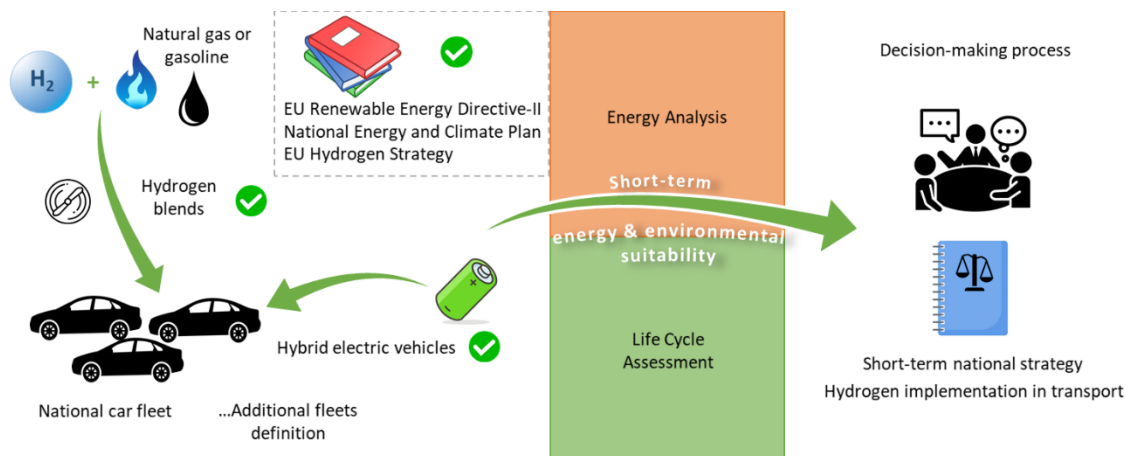 Natural gas or
gasoline
H₂
+
EU Renewable Energy Directive-II
National Energy and Climate Plan
EU Hydrogen Strategy
Hydrogen
blends
Hybrid electric vehicles
National car fleet
...Additional fleets
definition
Energy Analysis
Short-term
energy & environmental
suitability
Life Cycle
Assessment
Decision-making process
Short-term national strategy
Hydrogen implementation in transport